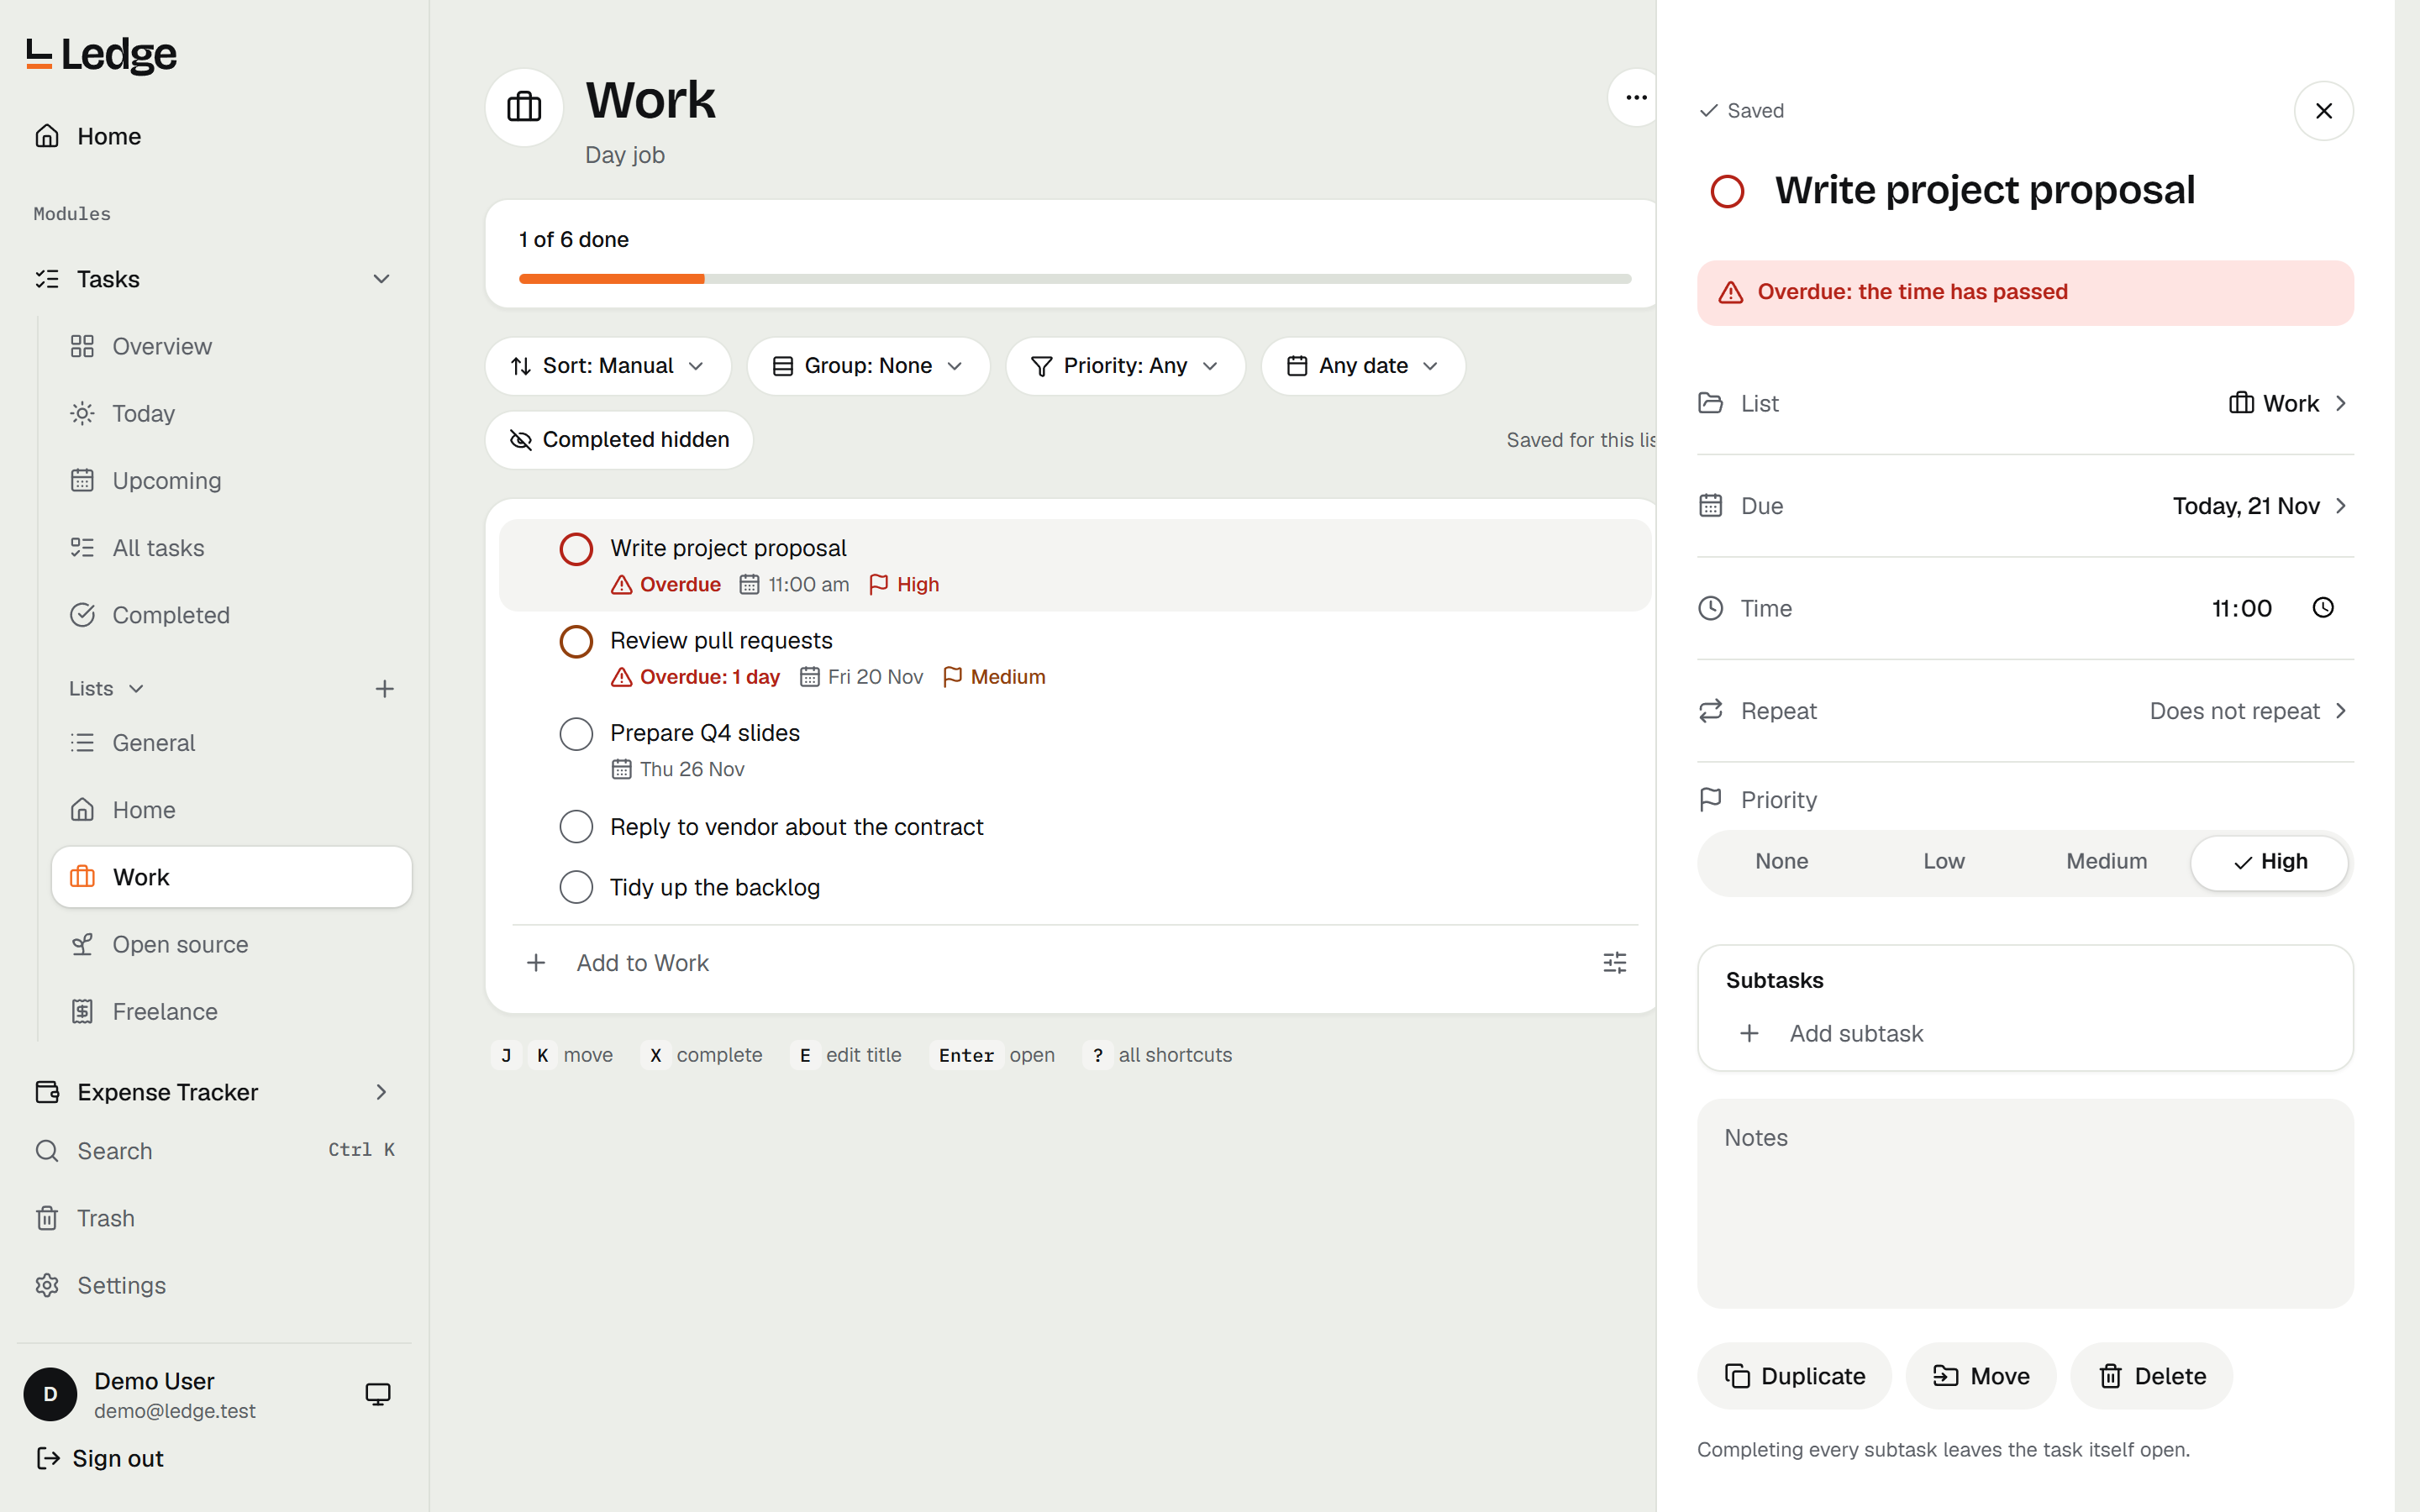 Ledge
Home
Modules
Tasks
Overview
Today
Upcoming
All tasks
Completed
Lists
General
Home
Work
Open source
Freelance
Expense Tracker
Search Ctrl K
Trash
Settings
D
Demo User
demo@ledge.test
Sign out
Work
Day job
1 of 6 done
Sort: Manual Group: None Priority: Any Any date
Completed hidden Saved for this
Write project proposal
Overdue 11:00 am High
Review pull requests
Overdue: 1 day Fri 20 Nov Medium
Prepare Q4 slides
Thu 26 Nov
Reply to vendor about the contract
Tidy up the backlog
Add to Work
J K move X complete E edit title Enter open ? all shortcuts
Saved
Write project proposal
Overdue: the time has passed
List Work
Due Today, 21 Nov
Time 11:00
Repeat Does not repeat
Priority
None Low Medium High
Subtasks
Add subtask
Notes
Duplicate Move Delete
Completing every subtask leaves the task itself open.